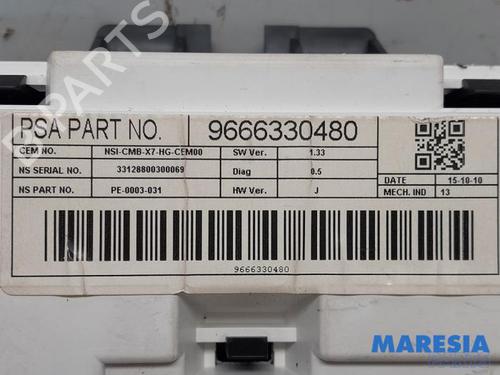 B-PARTS
PSA PART NO. 9666330480
CEM NO. NSI-CMB-X7-HG-CEM00 SW Ver. 1.33
NS SERIAL NO. 33128800300069 Diag 0.5
NS PART NO. PE-0003-031 HW Ver. J
DATE 15-10-10
MECH. IND 13
9666330480
MARESIA